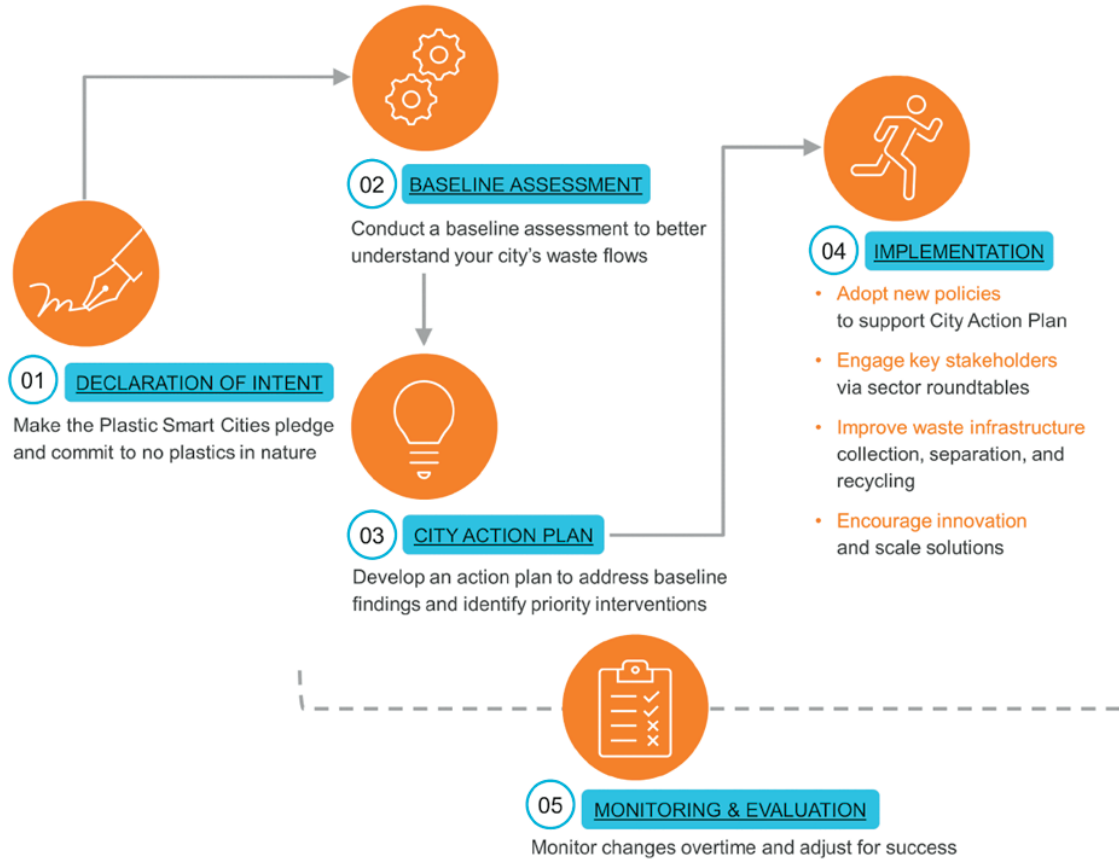 01
DECLARATION OF INTENT
Make the Plastic Smart Cities pledge
and commit to no plastics in nature
02
BASELINE ASSESSMENT
Conduct a baseline assessment to better
understand your city's waste flows
03
CITY ACTION PLAN
Develop an action plan to address baseline
findings and identify priority interventions
04
IMPLEMENTATION
• Adopt new policies
to support City Action Plan
• Engage key stakeholders
via sector roundtables
• Improve waste infrastructure
collection, separation, and
recycling
• Encourage innovation
and scale solutions
05
MONITORING & EVALUATION
Monitor changes overtime and adjust for success